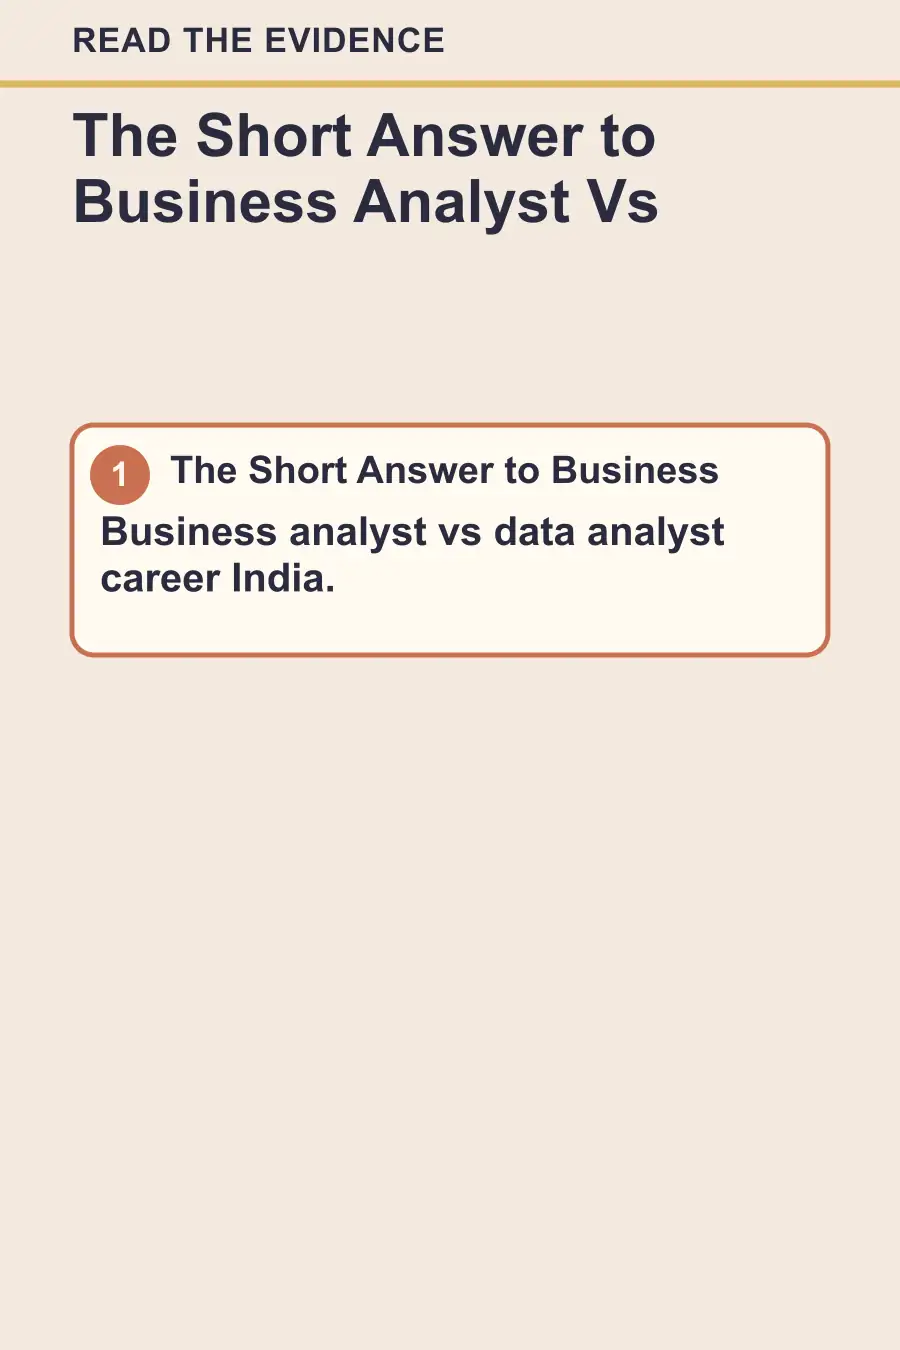 READ THE EVIDENCE
The Short Answer to
Business Analyst Vs
1 The Short Answer to Business
Business analyst vs data analyst
career India.